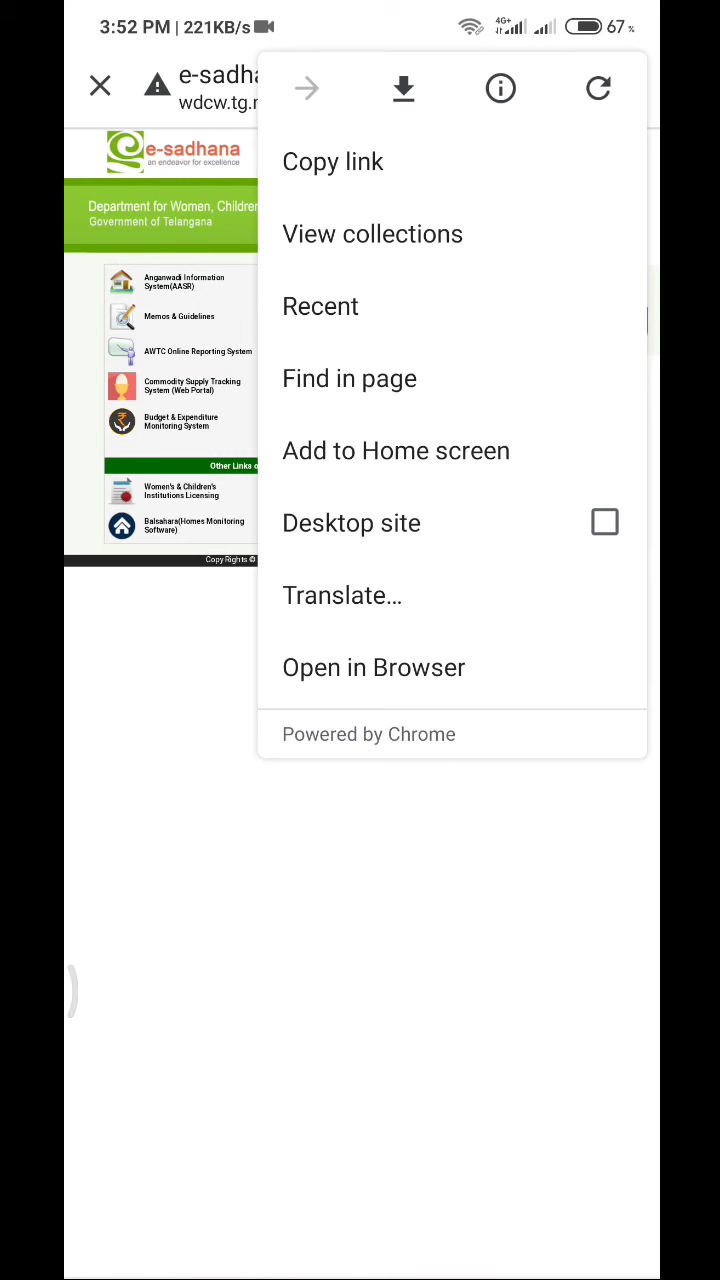 3:52 PM | 221KB/s
4G+
67 %
e-sadha
wdcw.tg.
e-sadhana
an endeavor for excellence
Department for Women, Children
Government of Telangana
Anganwadi Information
System(AASR)
Memos & Guidelines
AWTC Online Reporting System
Commodity Supply Tracking
System (Web Portal)
Budget & Expenditure
Monitoring System
Other Links o
Women's & Children's
Institutions Licensing
Balsahara(Homes Monitoring
Software)
CopyRights ©
Copy link
View collections
Recent
Find in page
Add to Home screen
Desktop site
Translate…
Open in Browser
Powered by Chrome